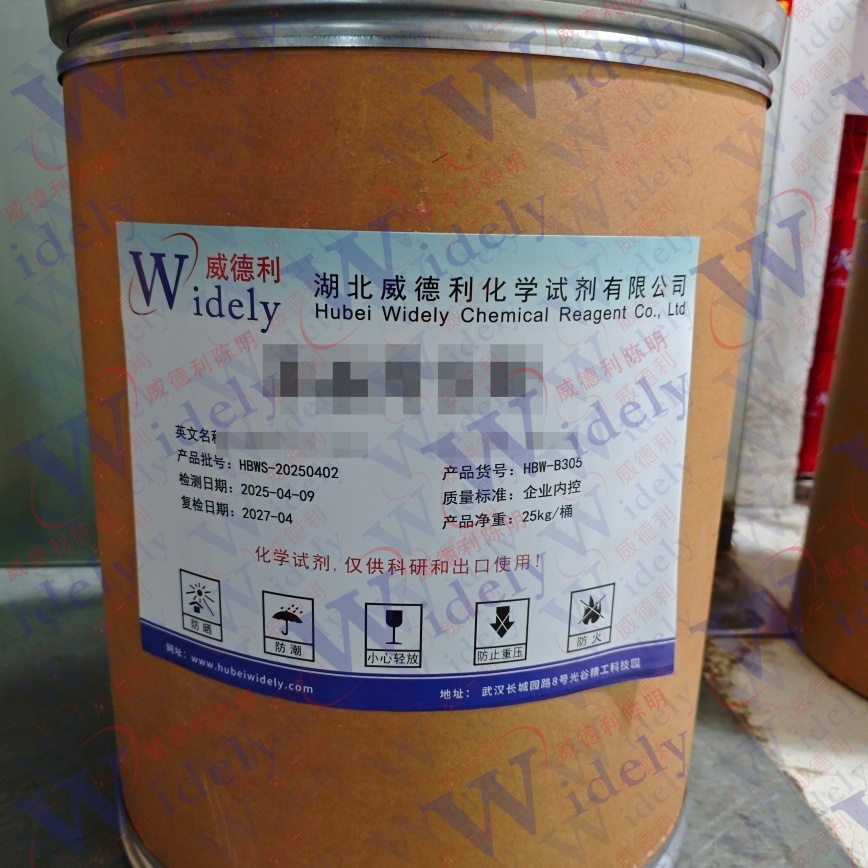 威德利
Widely
湖北威德利化学试剂有限公司
Hubei Widely Chemical Reagent Co., Ltd
英文名称
产品批号：HBWS-20250402
产品货号：HBW-B305
检测日期：2025-04-09
质量标准：企业内控
复检日期：2027-04
产品净重：25kg/桶
化学试剂，仅供科研和出口使用！
防晒
防潮
小心轻放
防止重压
防火
网址：www.hubeiwidely.com
地址：武汉长城园路8号光谷精工科技园
威德利陈明
Widely